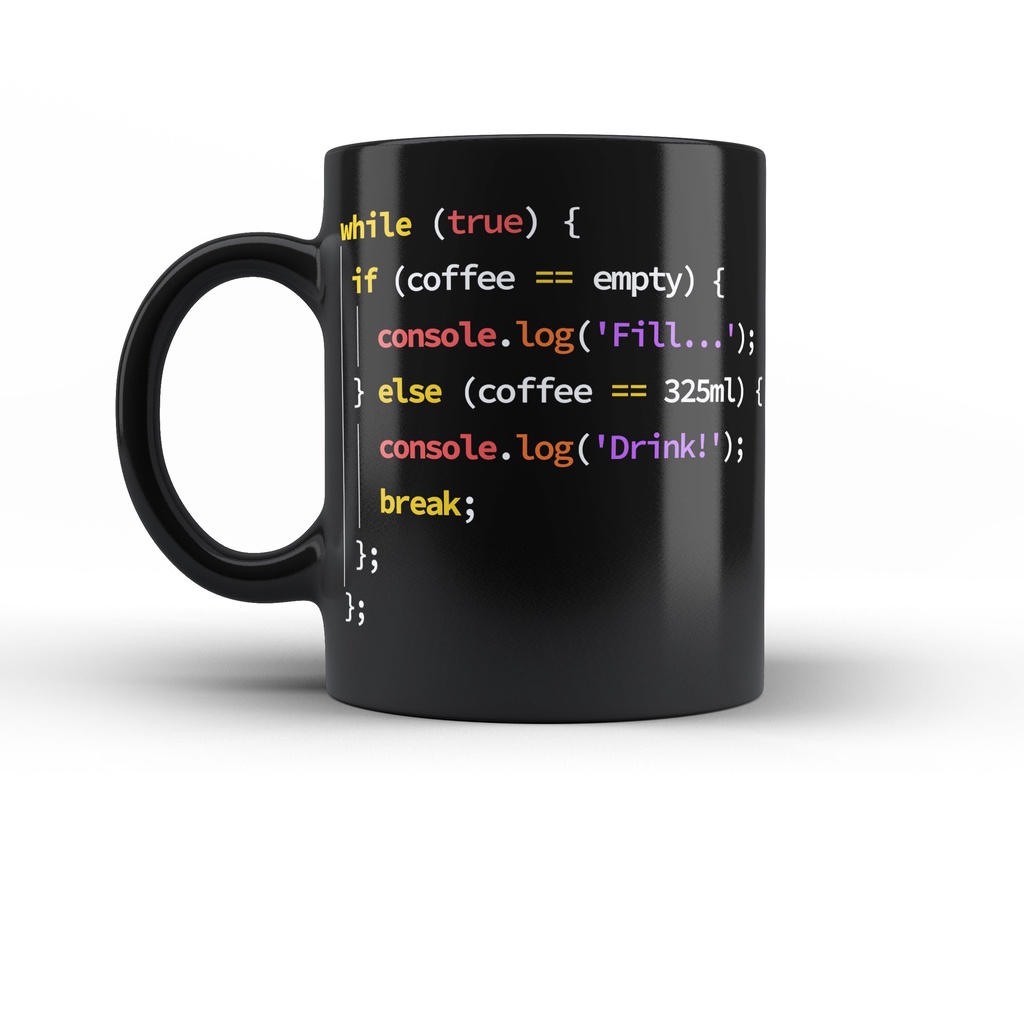 while (true) {
if (coffee == empty) {
console.log('Fill...');
} else (coffee == 325ml) {
console.log('Drink!');
break;
};
};